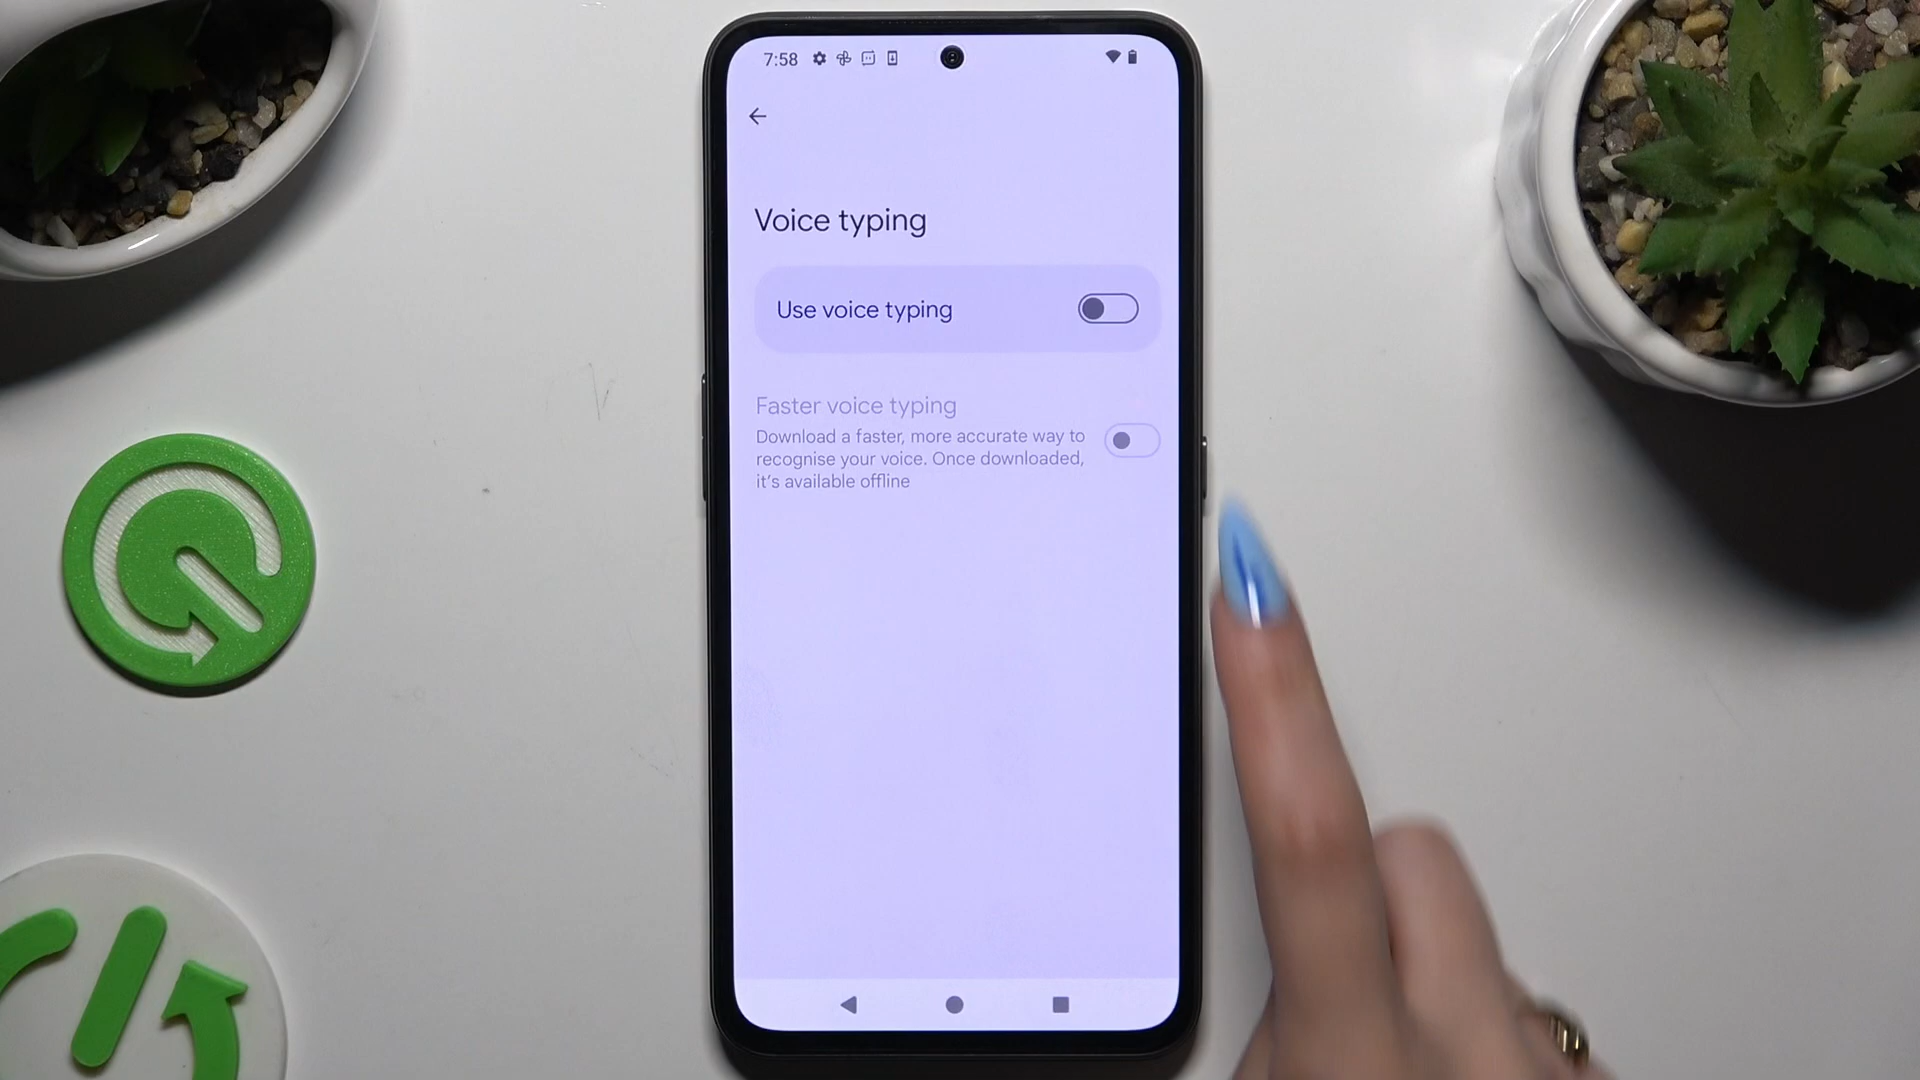 7:58
Voice typing
Use voice typing
Faster voice typing
Download a faster, more accurate way to
recognise your voice. Once downloaded,
it's available offline